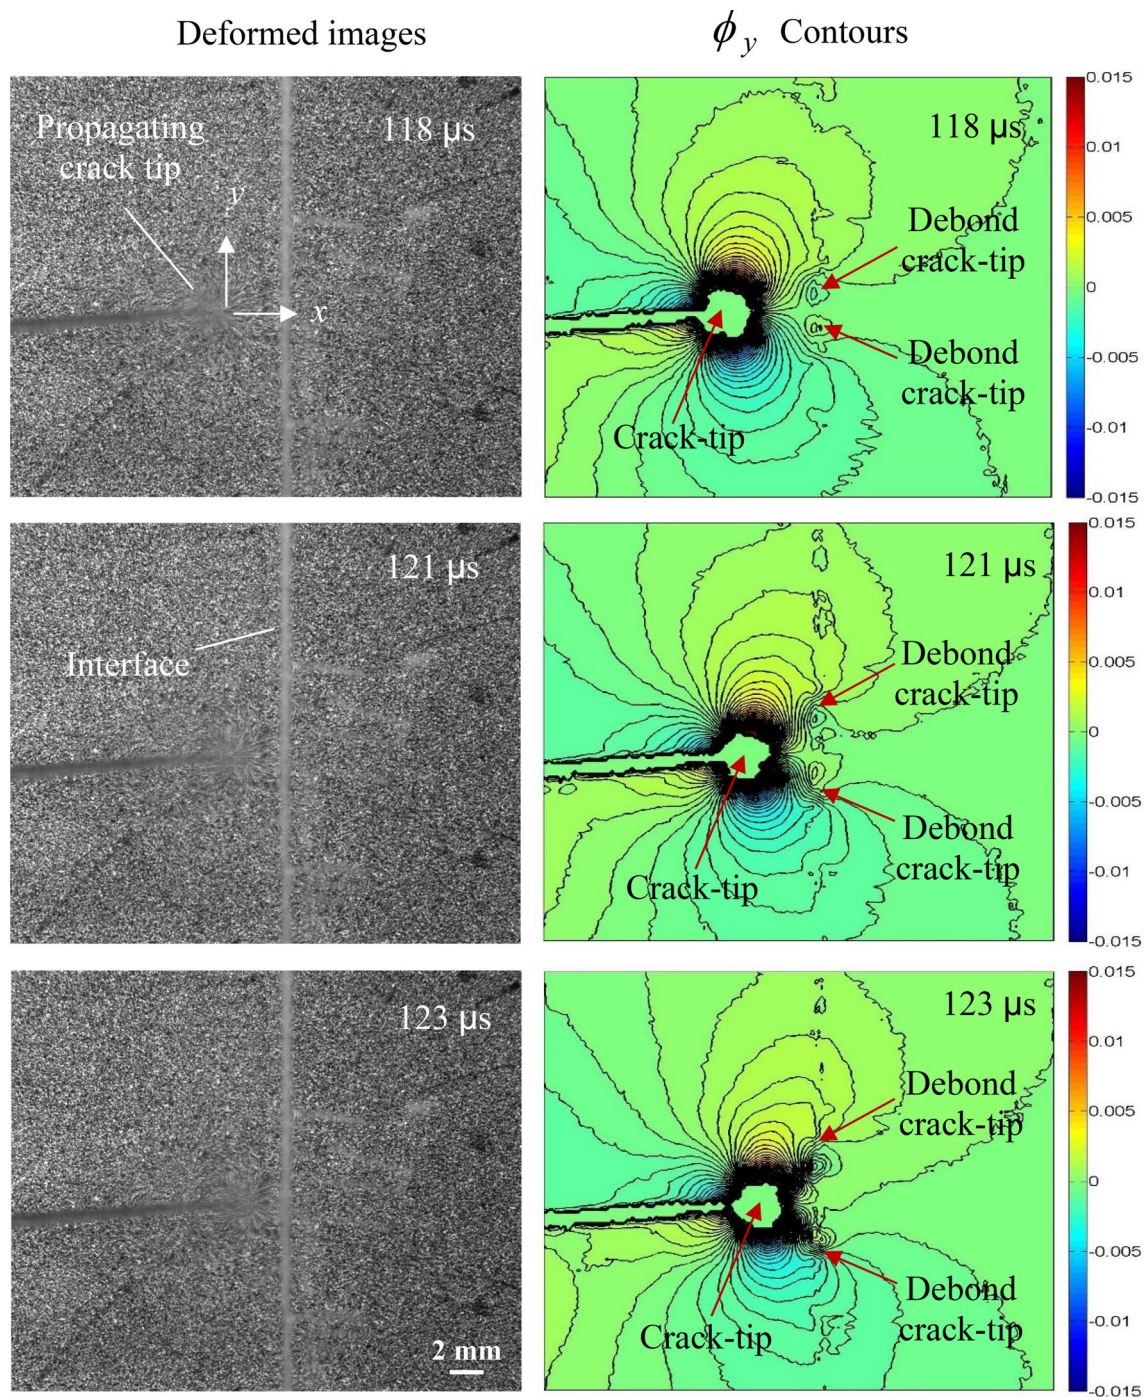 Deformed images
ϕy Contours
Propagating
crack tip
118 µs
y
x
118 µs
Debond
crack-tip
Debond
crack-tip
Crack-tip
0.015
0.01
0.005
0
-0.005
-0.01
-0.015
121 µs
Interface
121 µs
Debond
crack-tip
Debond
crack-tip
Crack-tip
0.015
0.01
0.005
0
-0.005
-0.01
-0.015
123 µs
2 mm
123 µs
Debond
crack-tip
Debond
crack-tip
Crack-tip
0.015
0.01
0.005
0
-0.005
-0.01
-0.015